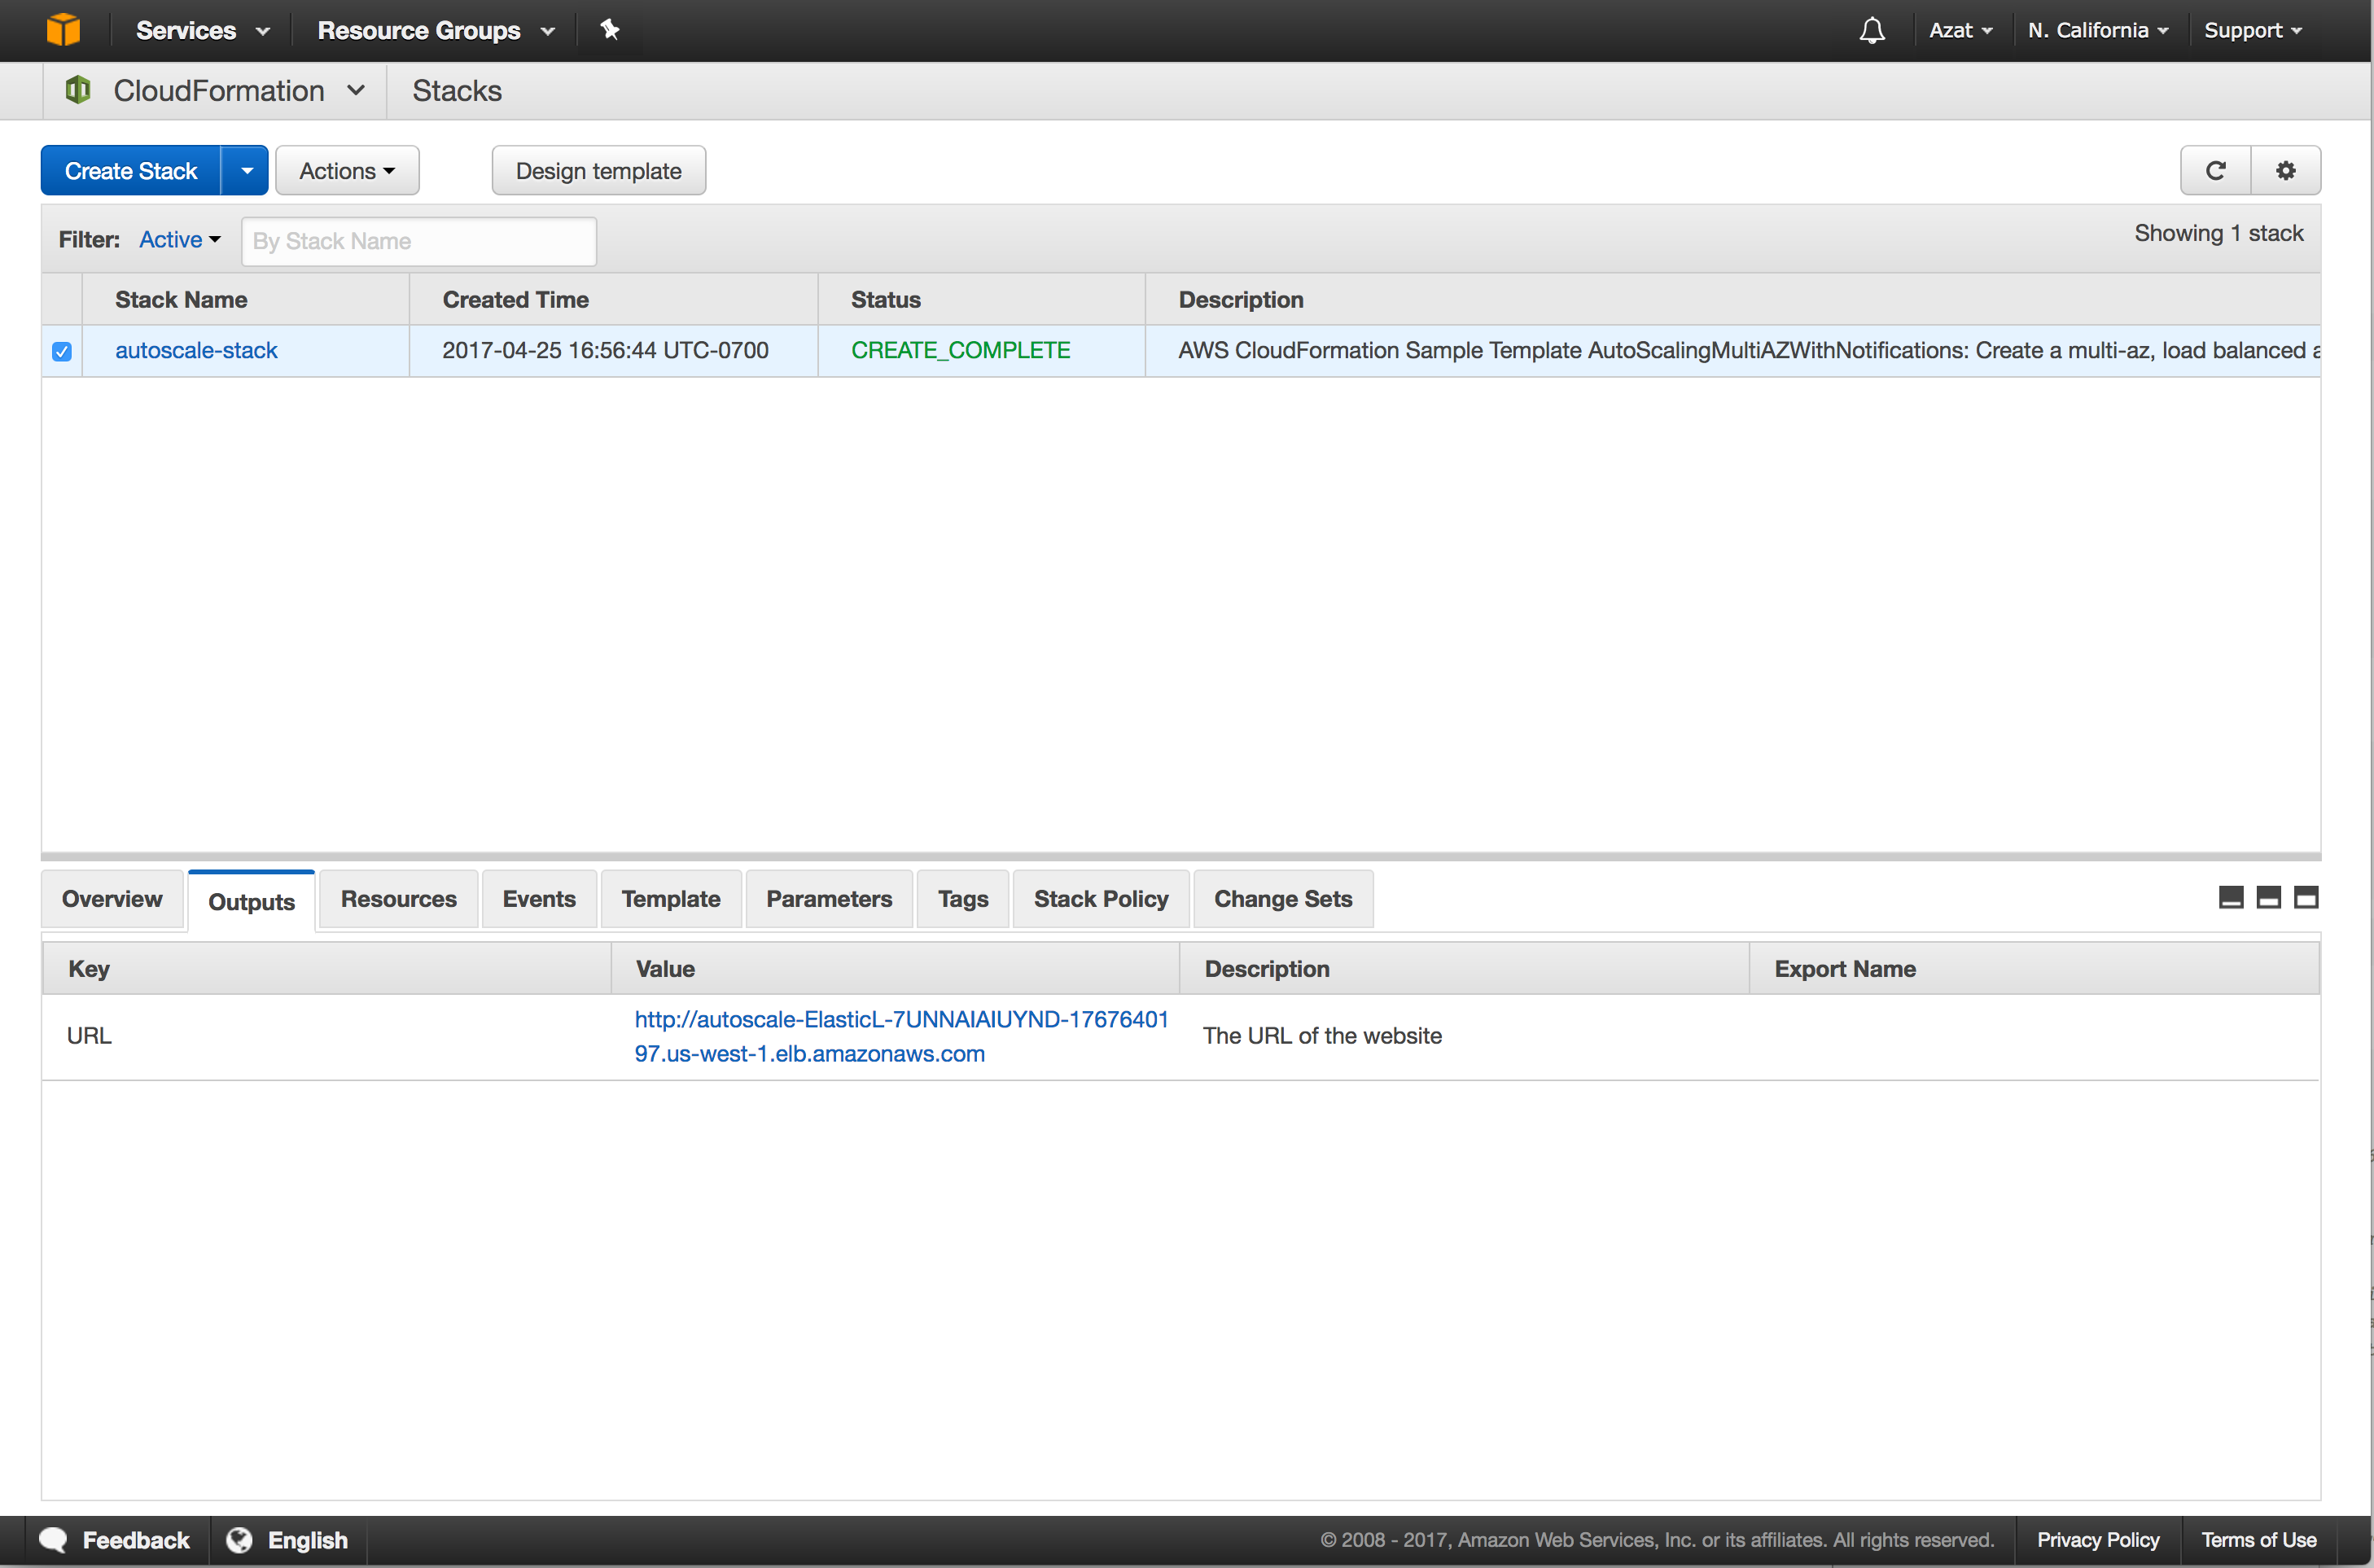 Services Resource Groups Azat N. California Support
CloudFormation Stacks
Create Stack Actions Design template
Filter: Active By Stack Name Showing 1 stack
Stack Name Created Time Status Description
autoscale-stack 2017-04-25 16:56:44 UTC-0700 CREATE_COMPLETE AWS CloudFormation Sample Template AutoScalingMultiAZWithNotifications: Create a multi-az, load balanced a
Overview Outputs Resources Events Template Parameters Tags Stack Policy Change Sets
Key Value Description Export Name
URL http://autoscale-ElasticL-7UNNAIAIUYND-17676401
97.us-west-1.elb.amazonaws.com The URL of the website
Feedback English © 2008 - 2017, Amazon Web Services, Inc. or its affiliates. All rights reserved. Privacy Policy Terms of Use